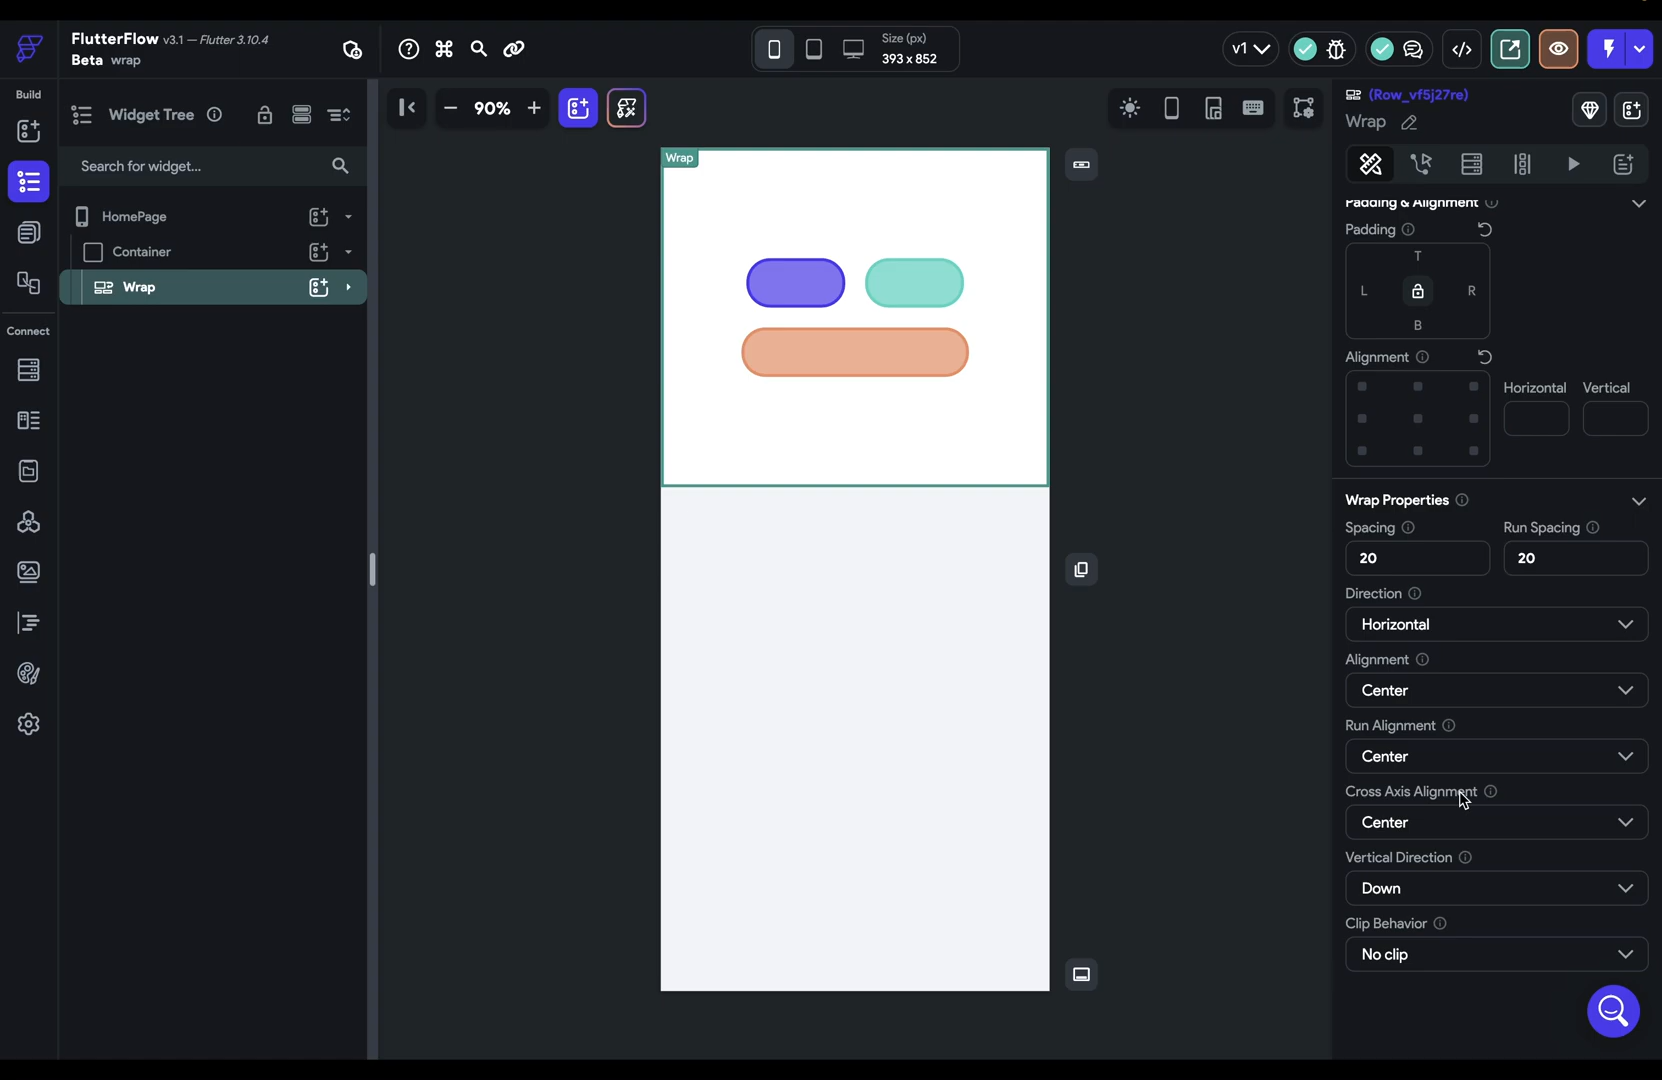 FlutterFlow v3.1 – Flutter 3.10.4
Beta wrap
Size (px)
393 x 852
v1
Build
Widget Tree
Search for widget...
HomePage
Container
Wrap
Connect
90%
Wrap
(Row_vf5j27re)
Wrap
Padding & Alignment
Padding
T
L
R
B
Alignment
Horizontal Vertical
Wrap Properties
Spacing Run Spacing
20 20
Direction
Horizontal
Alignment
Center
Run Alignment
Center
Cross Axis Alignment
Center
Vertical Direction
Down
Clip Behavior
No clip